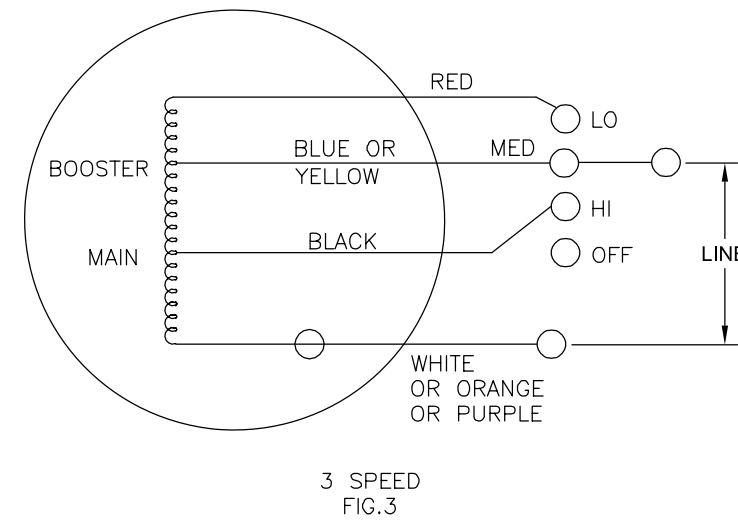 RED
LO
BLUE OR
YELLOW
MED
BOOSTER
HI
BLACK
MAIN
OFF
LINE
WHITE
OR ORANGE
OR PURPLE
3 SPEED
FIG.3